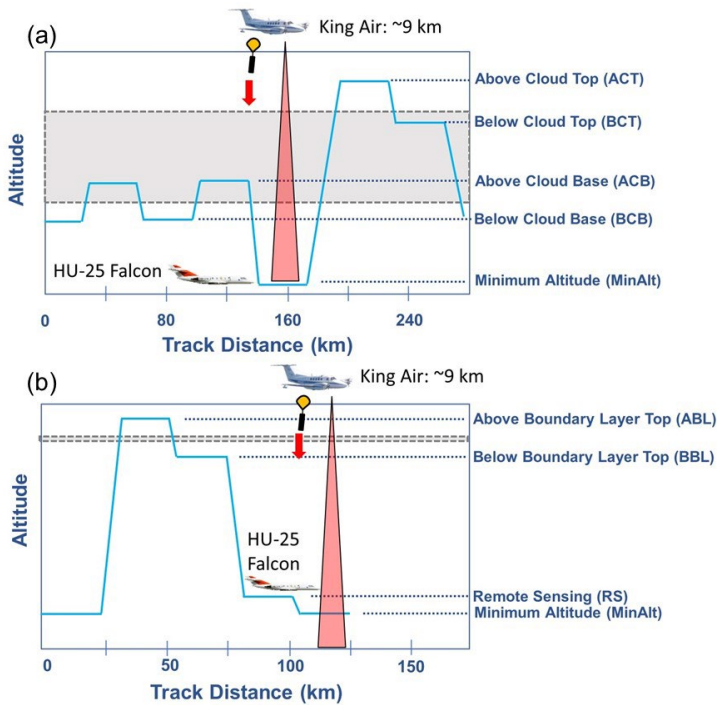 (a)
King Air: ~9 km
Above Cloud Top (ACT)
Below Cloud Top (BCT)
Altitude
Above Cloud Base (ACB)
Below Cloud Base (BCB)
HU-25 Falcon
Minimum Altitude (MinAlt)
0 80 160 240
Track Distance (km)
(b)
King Air: ~9 km
Above Boundary Layer Top (ABL)
Below Boundary Layer Top (BBL)
Altitude
HU-25
Falcon
Remote Sensing (RS)
Minimum Altitude (MinAlt)
0 50 100 150
Track Distance (km)